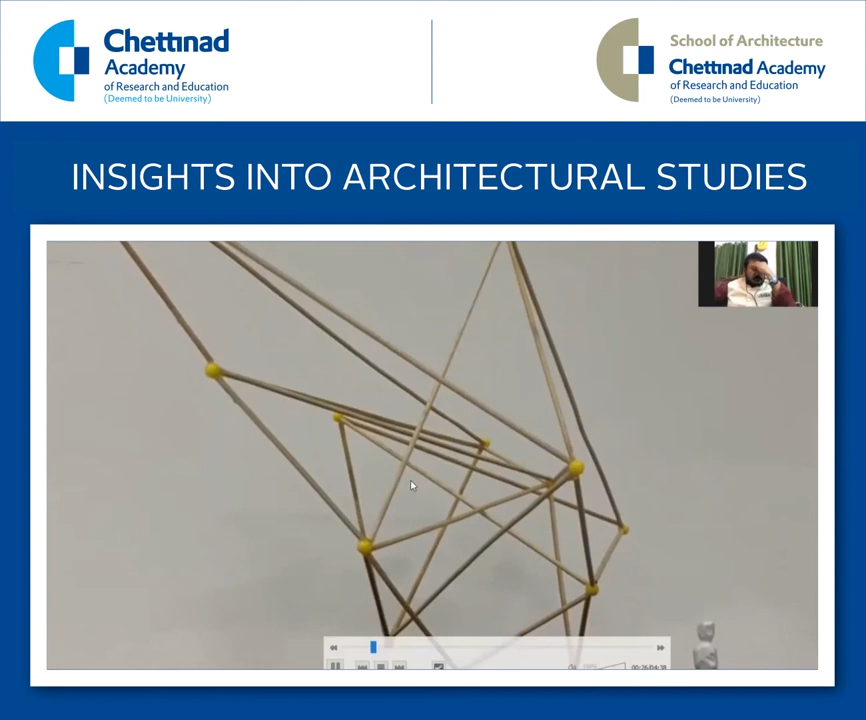 Chettinad
Academy
of Research and Education
(Deemed to be University)
School of Architecture
Chettinad Academy
of Research and Education
(Deemed to be University)
INSIGHTS INTO ARCHITECTURAL STUDIES